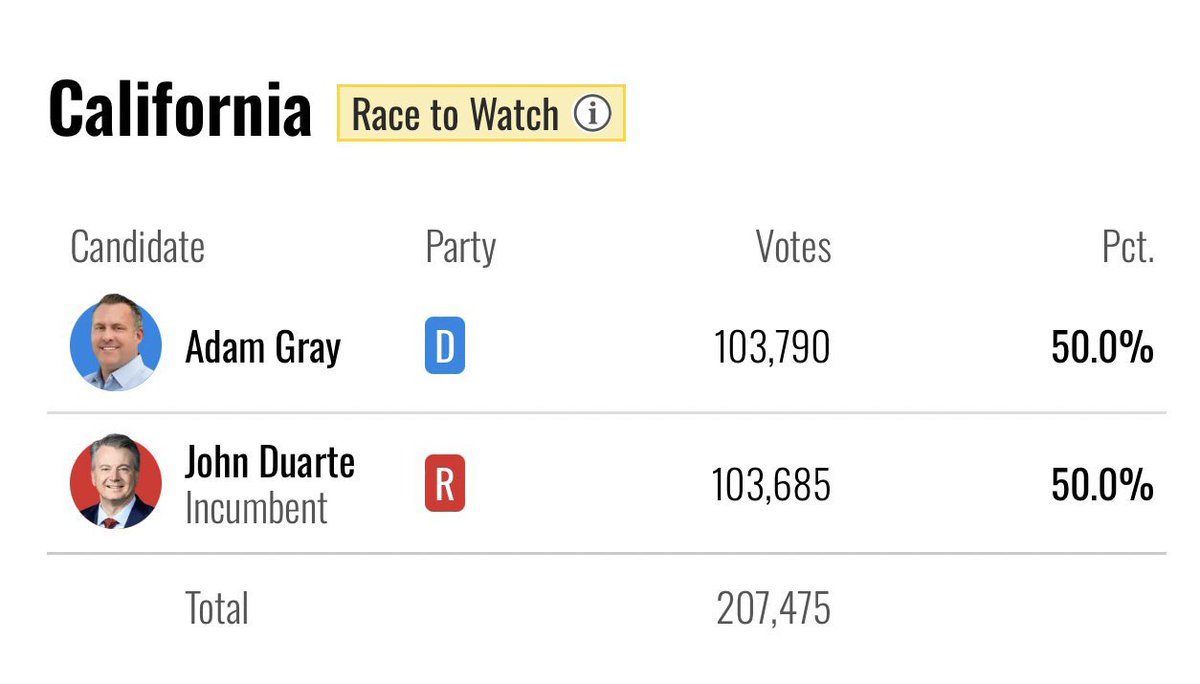 California Race to Watch i
Candidate Party Votes Pct.
Adam Gray D 103,790 50.0%
John Duarte
Incumbent R 103,685 50.0%
Total 207,475